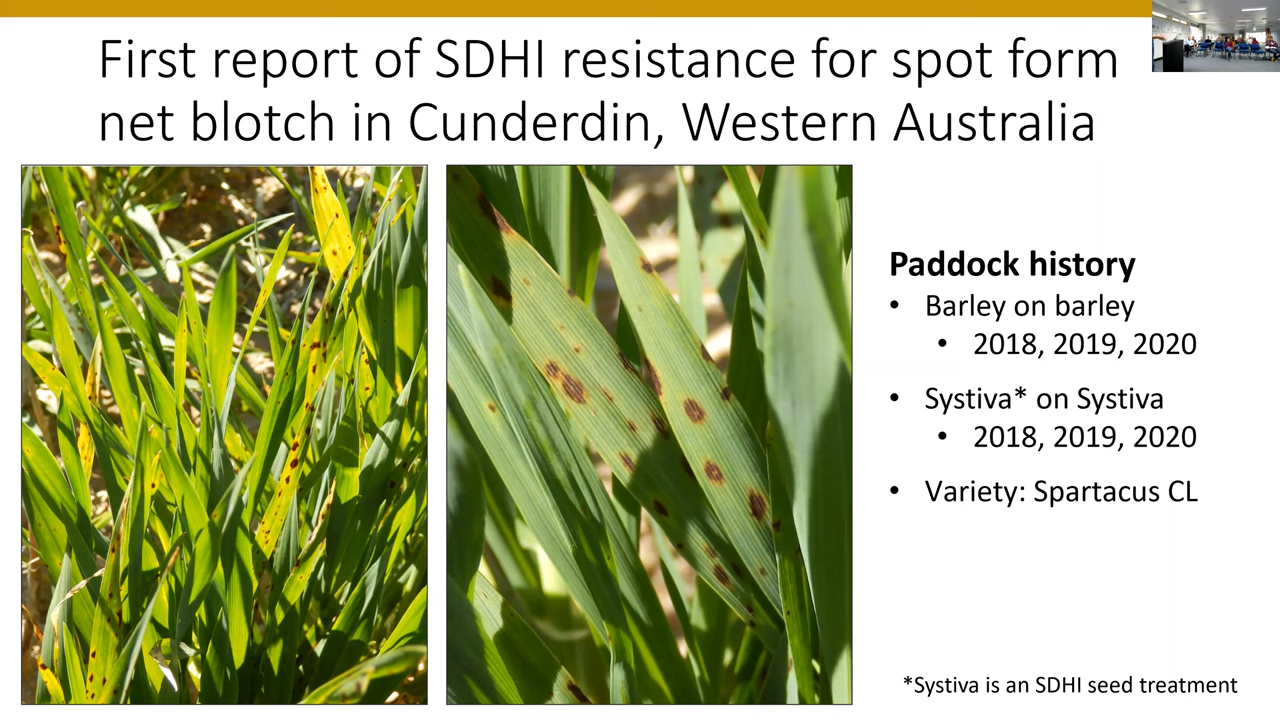 First report of SDHI resistance for spot form
net blotch in Cunderdin, Western Australia
Paddock history
• Barley on barley
• 2018, 2019, 2020
• Systiva* on Systiva
• 2018, 2019, 2020
• Variety: Spartacus CL
*Systiva is an SDHI seed treatment